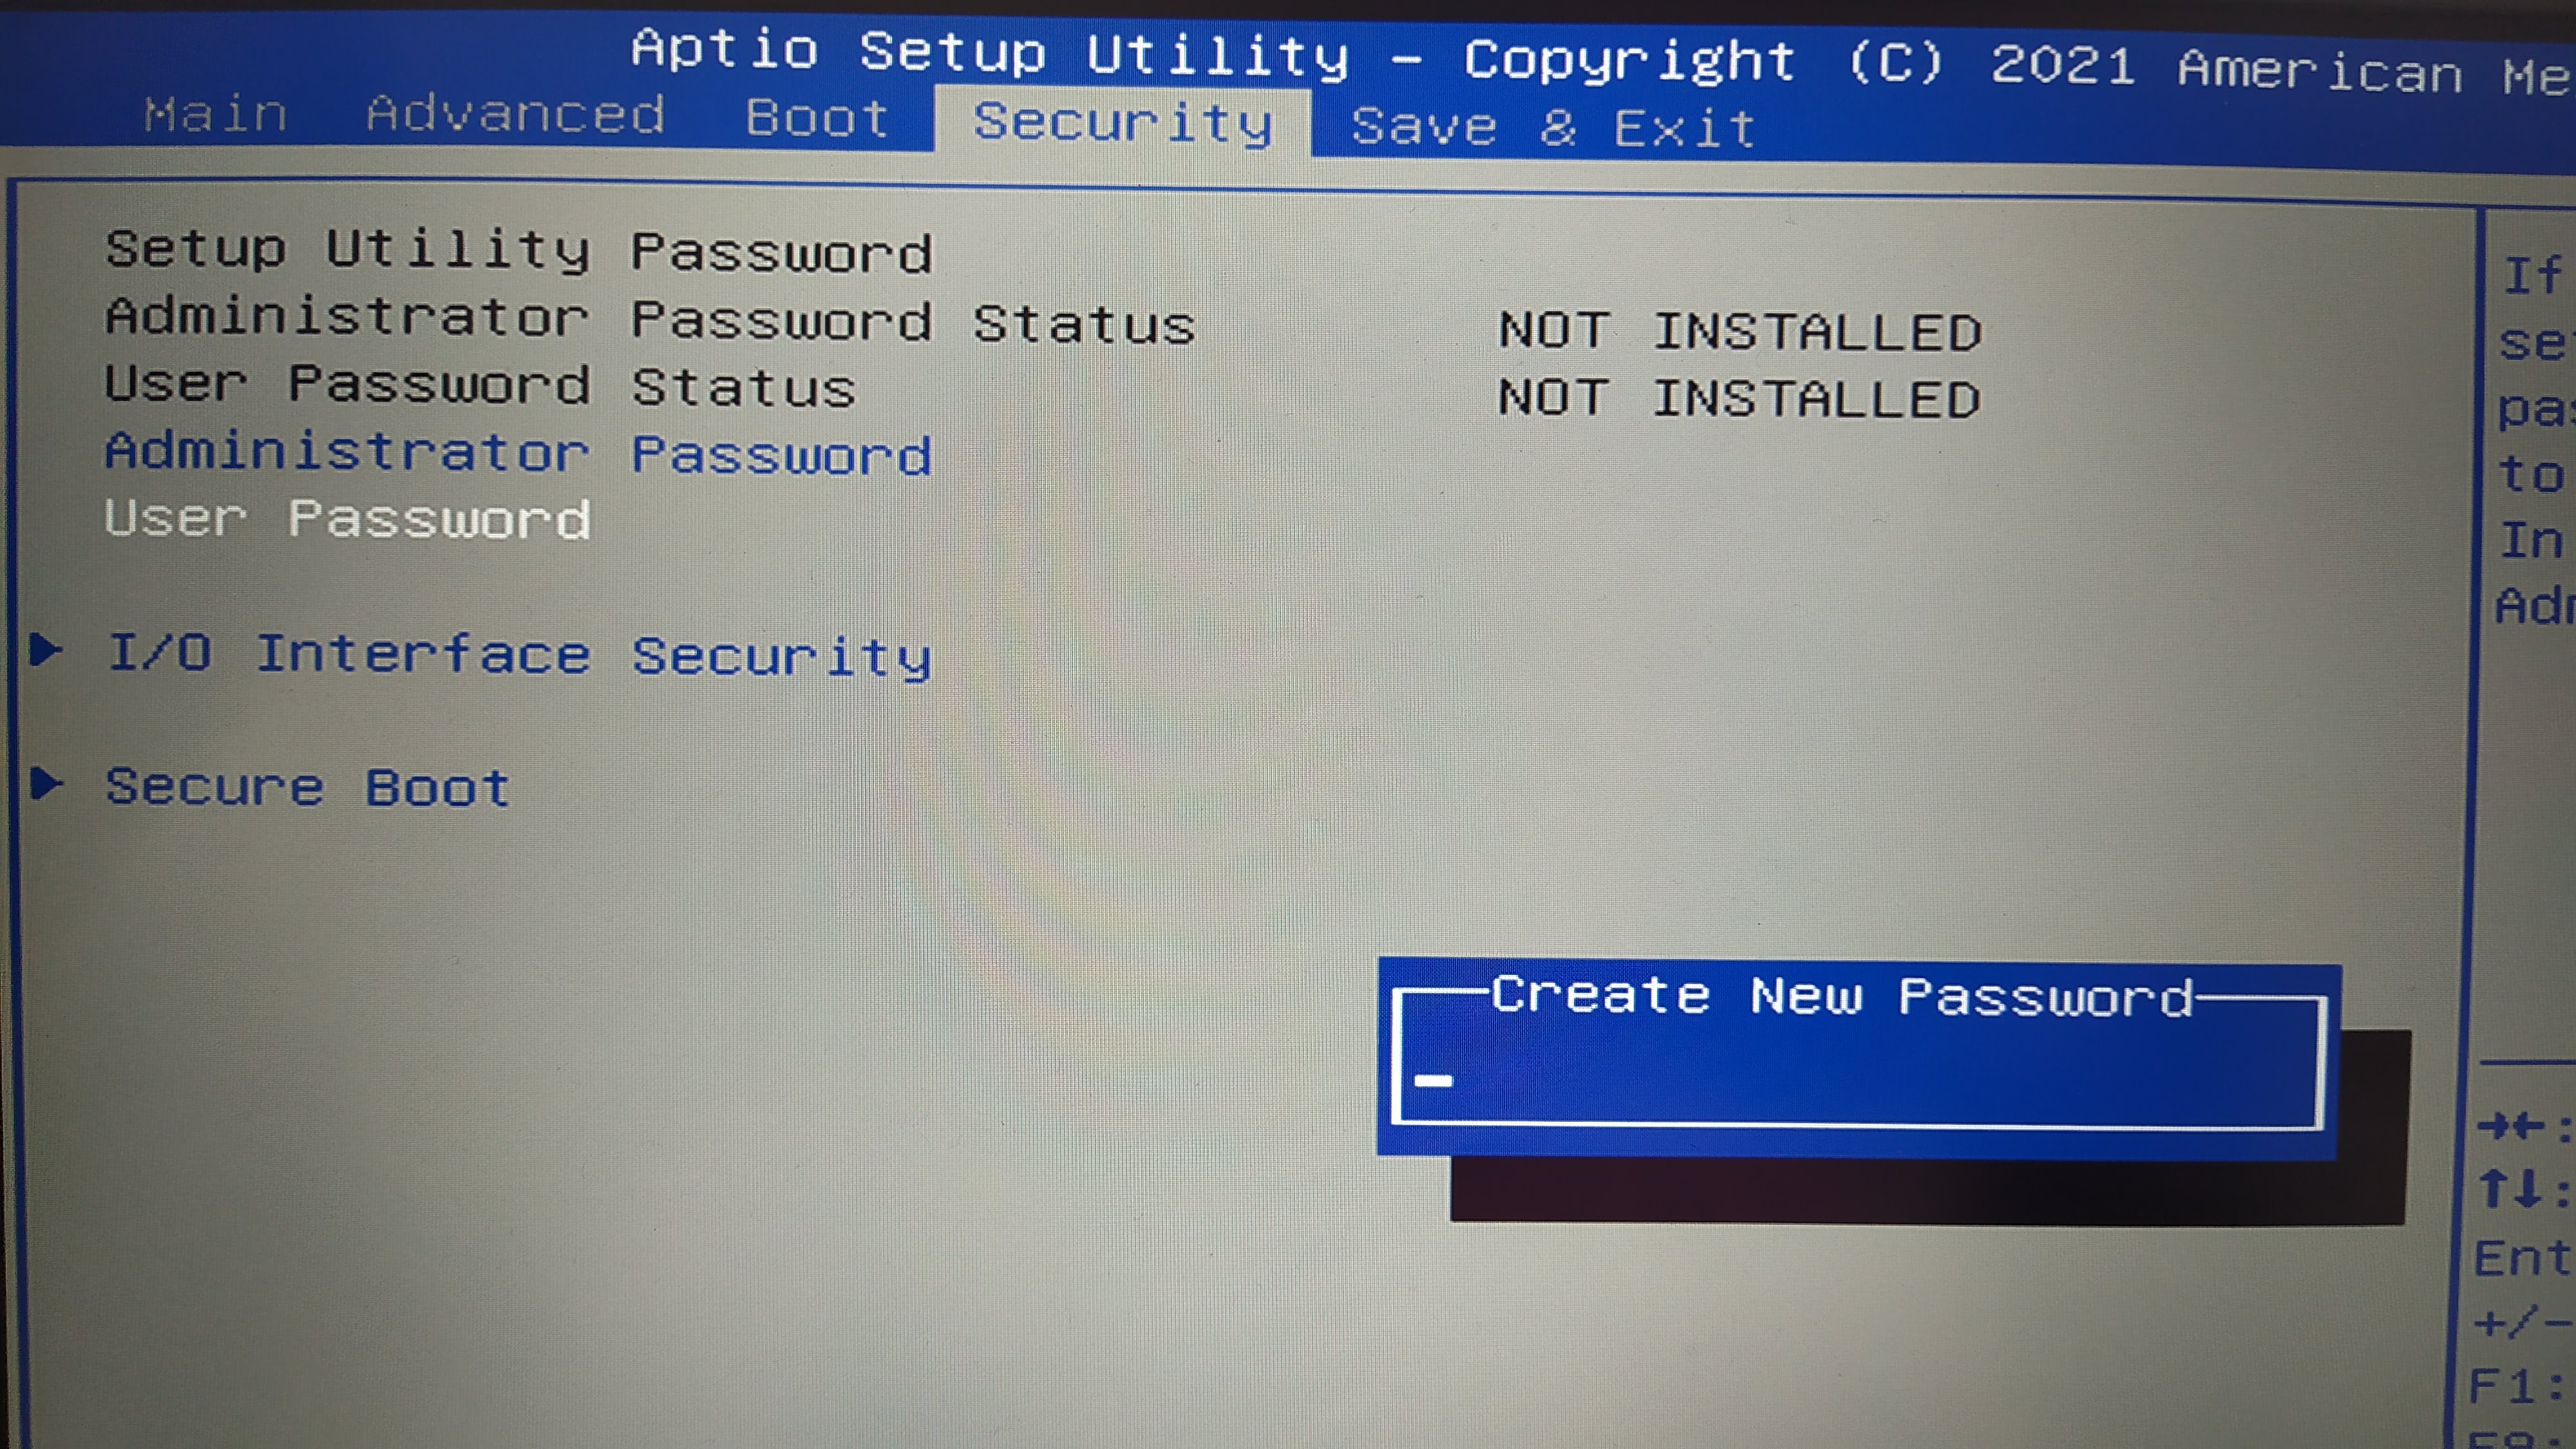 Aptio Setup Utility - Copyright (C) 2021 American
Main Advanced Boot Security Save & Exit
Setup Utility Password
Administrator Password Status NOT INSTALLED
User Password Status NOT INSTALLED
Administrator Password
User Password
I/O Interface Security
Secure Boot
If
to
In
Create New Password
→←:
↑↓:
+/-
F1: